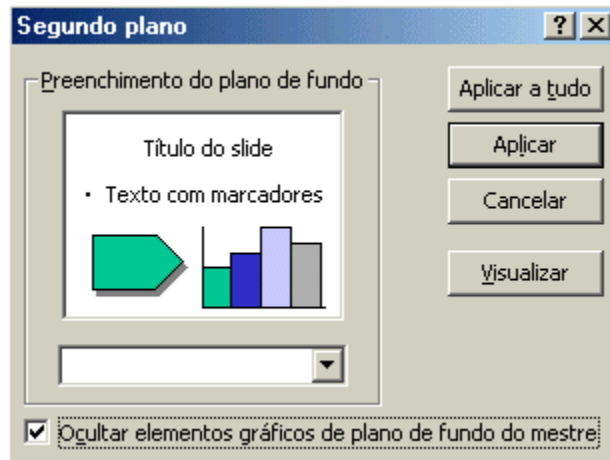 Segundo plano
Preenchimento do plano de fundo
Título do slide
• Texto com marcadores
Aplicar a tudo
Aplicar
Cancelar
Visualizar
Ocultar elementos gráficos de plano de fundo do mestre